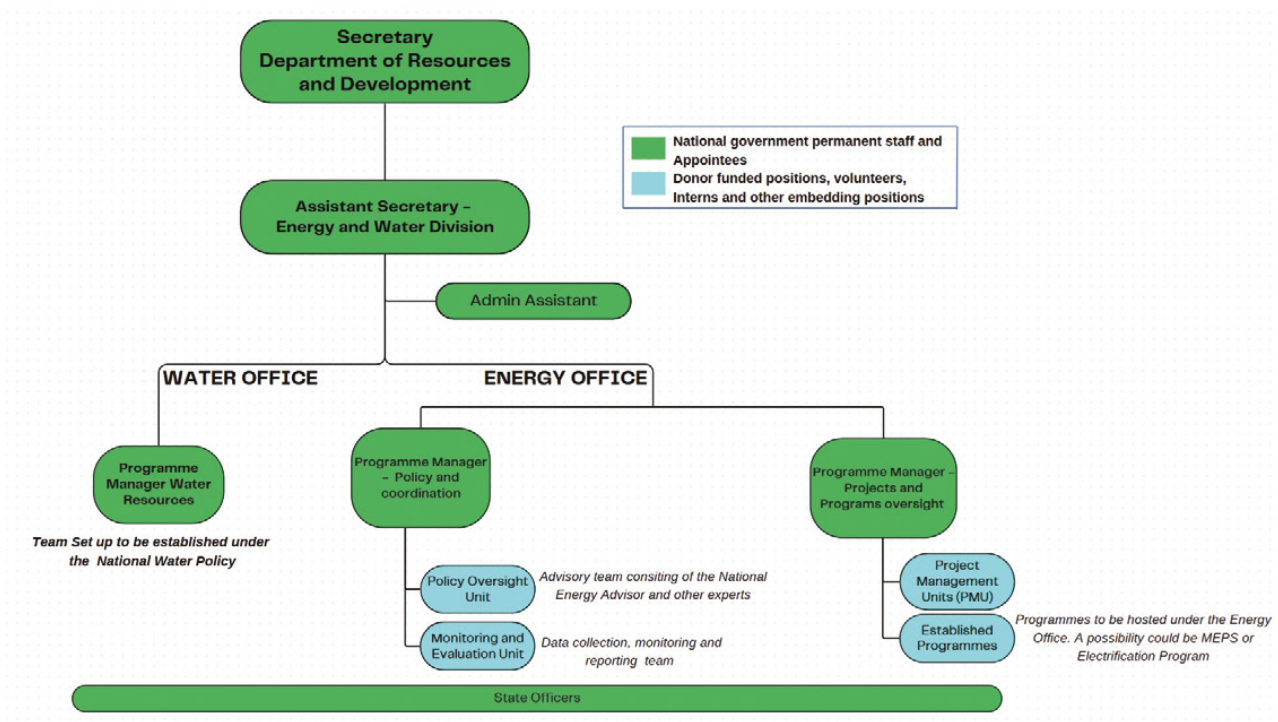 Secretary
Department of Resources
and Development
National government permanent staff and
Appointees
Donor funded positions, volunteers,
Interns and other embedding positions
Assistant Secretary –
Energy and Water Division
Admin Assistant
WATER OFFICE
ENERGY OFFICE
Programme
Manager Water
Resources
Team Set up to be established under
the National Water Policy
Programme Manager
– Policy and
coordination
Programme Manager –
Projects and
Programs oversight
Policy Oversight
Unit
Advisory team consiting of the National
Energy Advisor and other experts
Monitoring and
Evaluation Unit
Data collection, monitoring and
reporting team
Project
Management
Units (PMU)
Established
Programmes
Programmes to be hosted under the Energy
Office. A possibility could be MEPS or
Electrification Program
State Officers